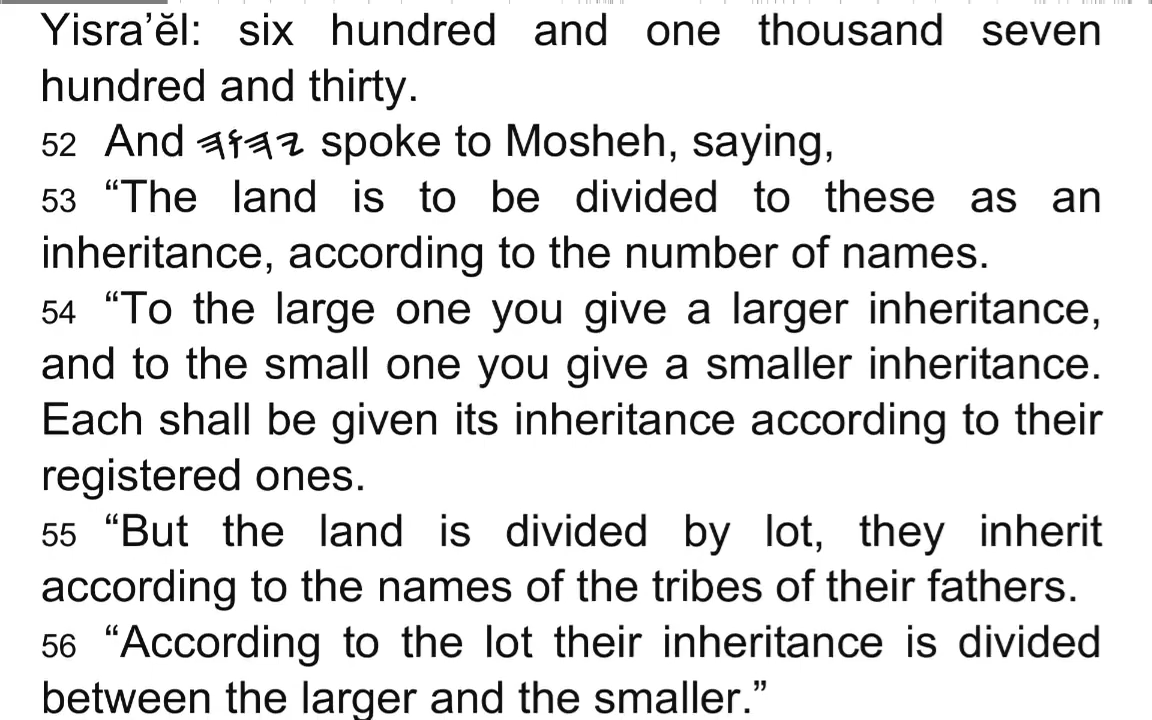 Yisra’ĕl: six hundred and one thousand seven
hundred and thirty.
52 And 𐤉𐤄𐤅𐤄 spoke to Mosheh, saying,
53 “The land is to be divided to these as an
inheritance, according to the number of names.
54 “To the large one you give a larger inheritance,
and to the small one you give a smaller inheritance.
Each shall be given its inheritance according to their
registered ones.
55 “But the land is divided by lot, they inherit
according to the names of the tribes of their fathers.
56 “According to the lot their inheritance is divided
between the larger and the smaller.”